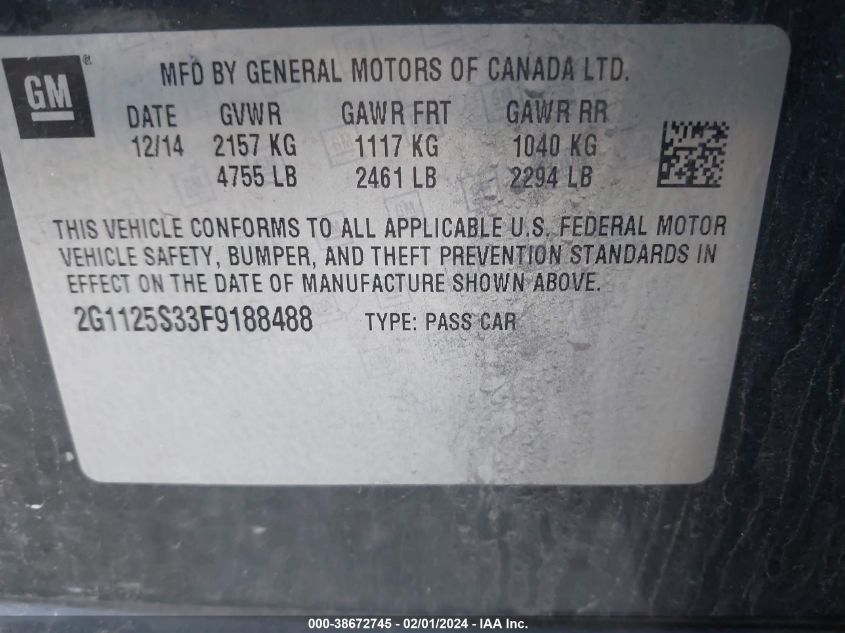 GM®
MFD BY GENERAL MOTORS OF CANADA LTD.
DATE GVWR GAWR FRT GAWR RR
12/14 2157 KG 1117 KG 1040 KG
4755 LB 2461 LB 2294 LB
THIS VEHICLE CONFORMS TO ALL APPLICABLE U.S. FEDERAL MOTOR
VEHICLE SAFETY, BUMPER, AND THEFT PREVENTION STANDARDS IN
EFFECT ON THE DATE OF MANUFACTURE SHOWN ABOVE.
2G1125S33F9188488 TYPE: PASS CAR
000-38672745 - 02/01/2024 - IAA Inc.